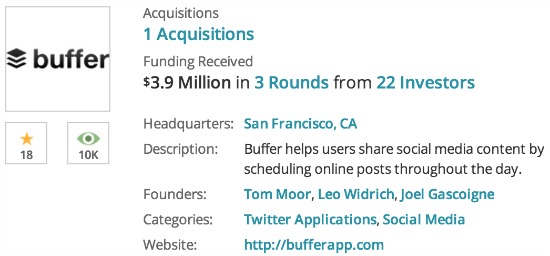 buffer
18
10K
Acquisitions
1 Acquisitions
Funding Received
$3.9 Million in 3 Rounds from 22 Investors
Headquarters: San Francisco, CA
Description: Buffer helps users share social media content by
scheduling online posts throughout the day.
Founders: Tom Moor, Leo Widrich, Joel Gascoigne
Categories: Twitter Applications, Social Media
Website: http://bufferapp.com